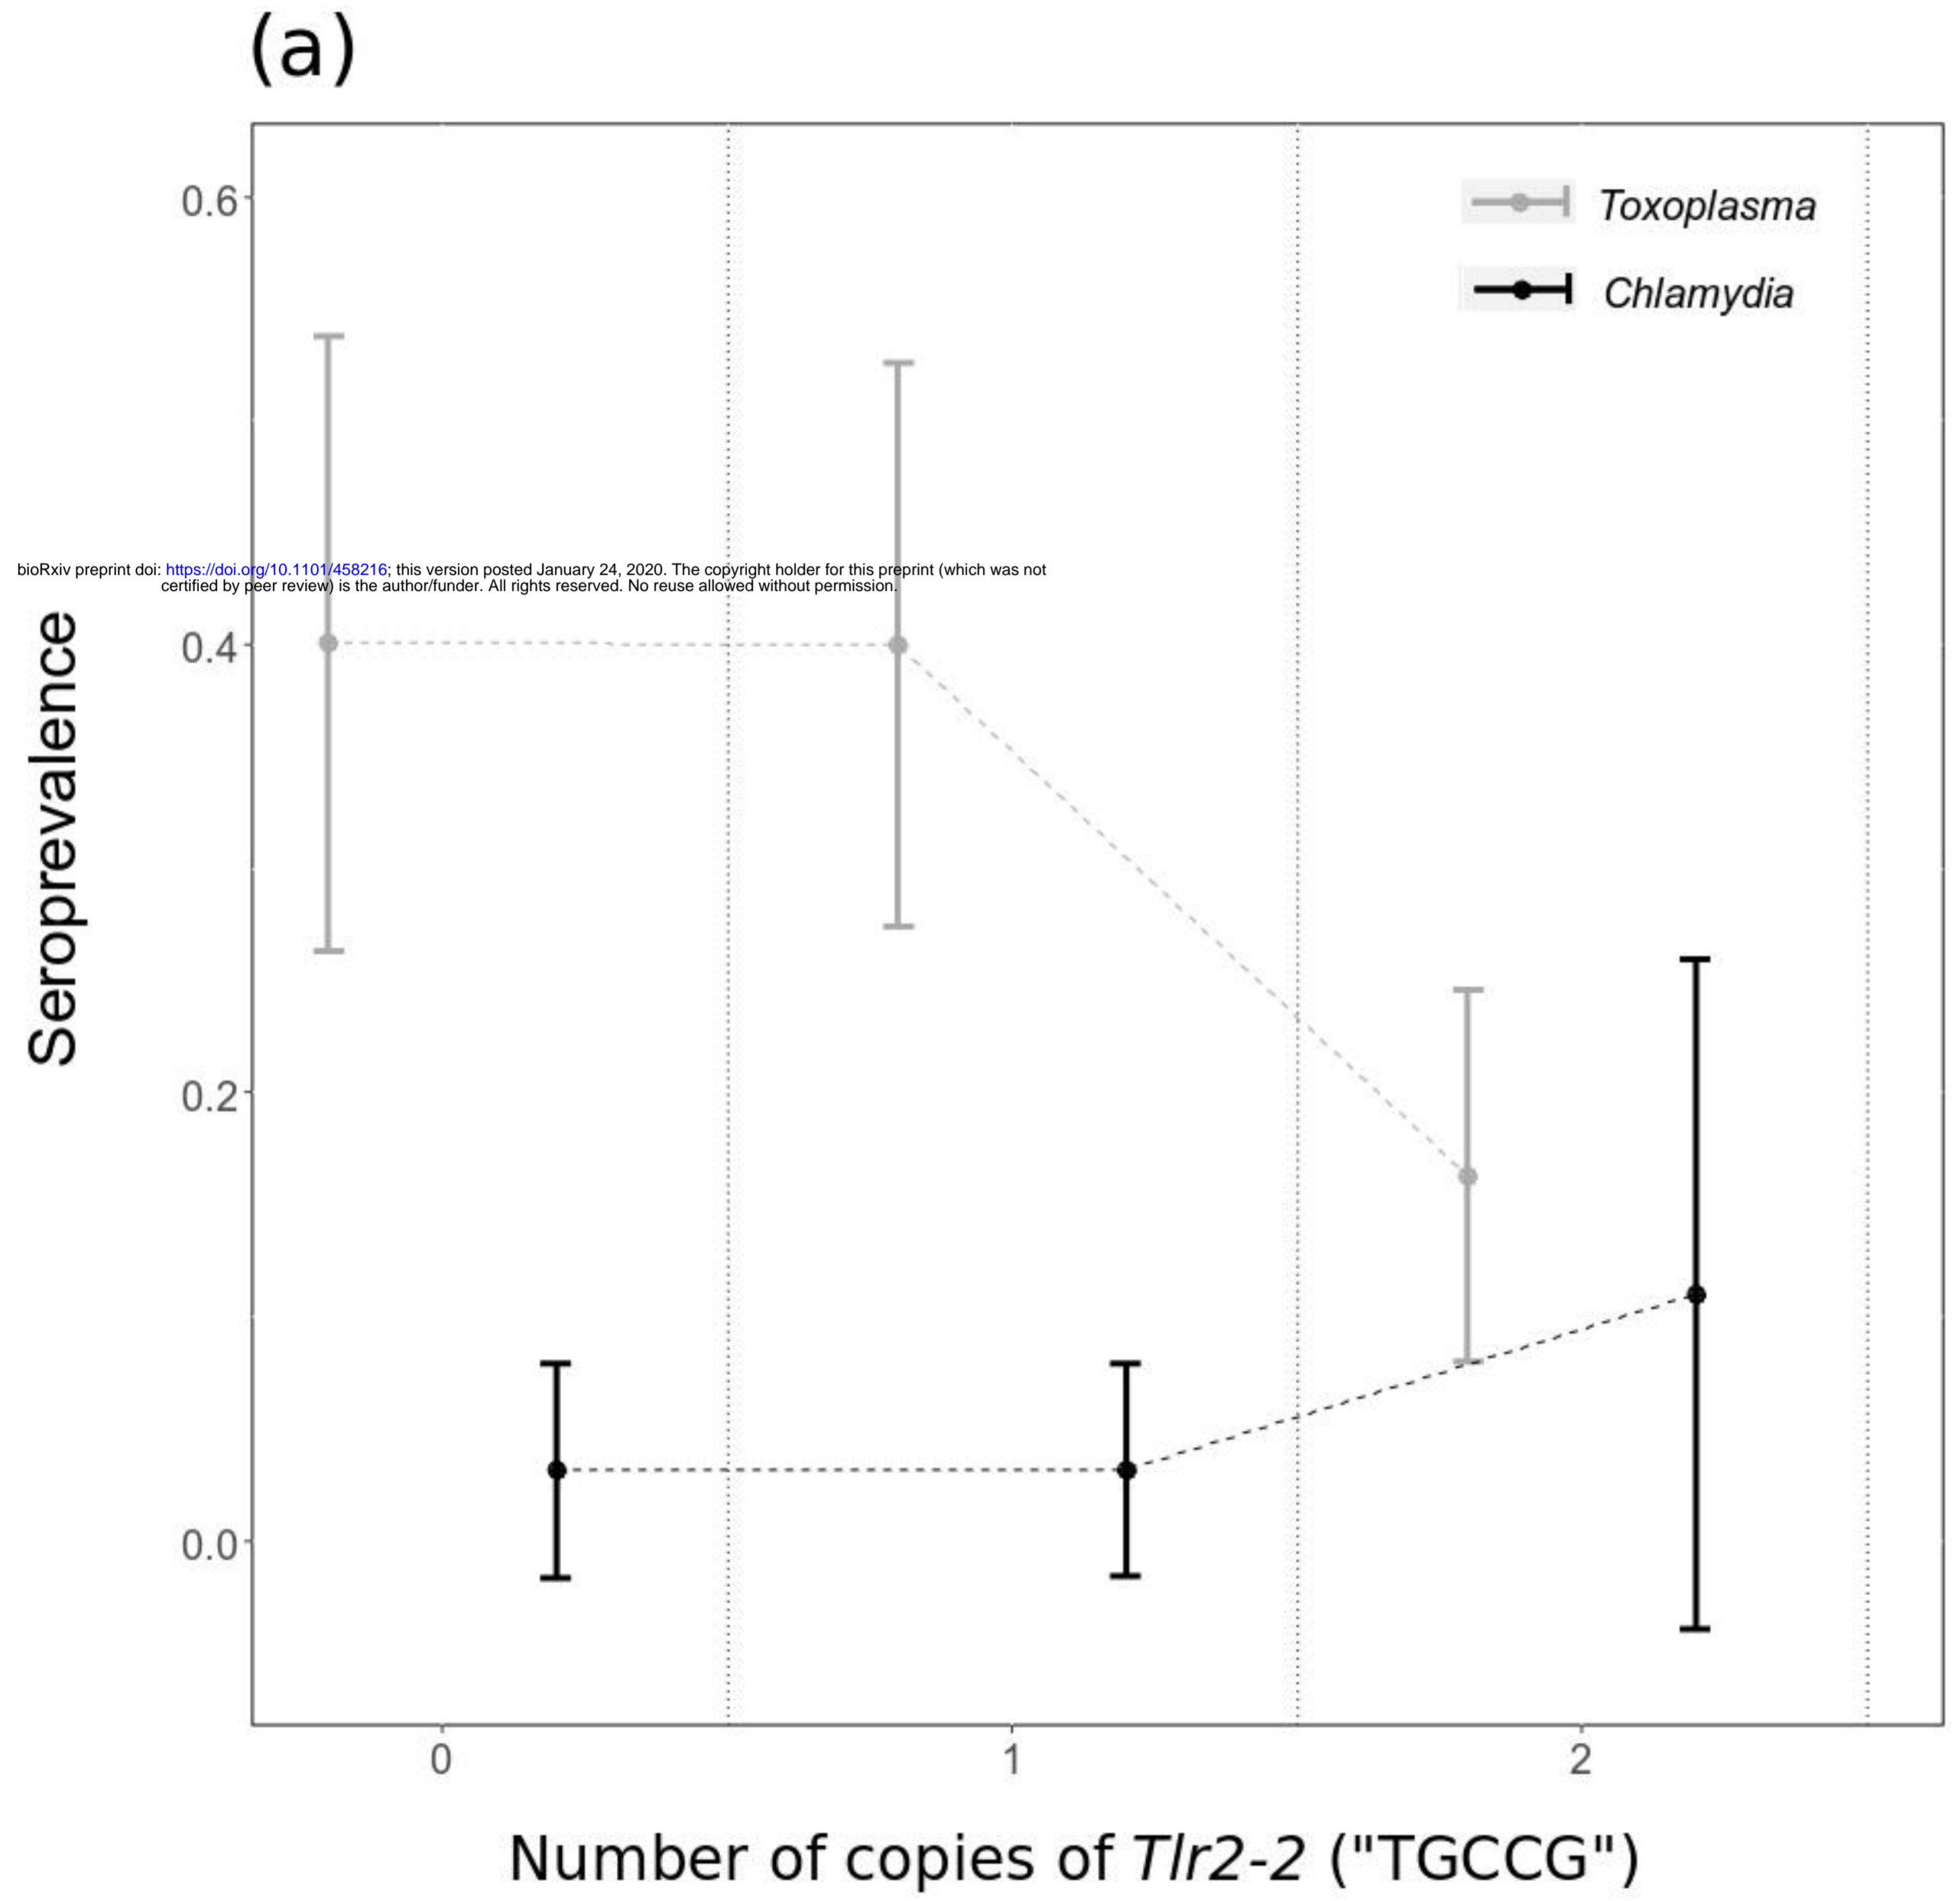 (a)
0.6
Toxoplasma
Chlamydia
bioRxiv preprint doi: https://doi.org/10.1101/458216; this version posted January 24, 2020. The copyright holder for this preprint (which was not
certified by peer review) is the author/funder. All rights reserved. No reuse allowed without permission.
0.4
Seroprevalence
0.2
0.0
0 1 2
Number of copies of Tlr2-2 ("TGCCG")